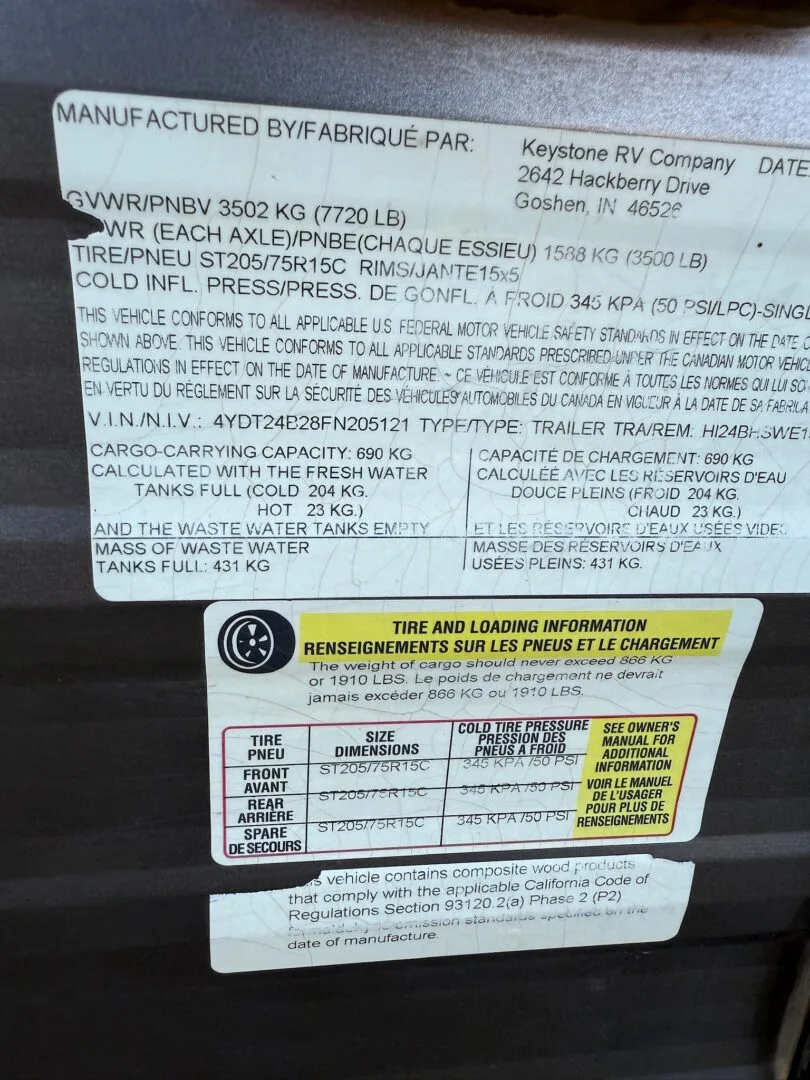 MANUFACTURED BY/FABRIQUÉ PAR: Keystone RV Company DATE
2642 Hackberry Drive
Goshen, IN 46526
GVWR/PNBV 3502 KG (7720 LB)
WR (EACH AXLE)/PNBE(CHAQUE ESSIEU) 1588 KG (3500 LB)
TIRE/PNEU ST205/75R15C RIMS/JANTE15x5
COLD INFL. PRESS/PRESS. DE GONFL. À FROID 345 KPA (50 PSI/LPC)-SINGL
THIS VEHICLE CONFORMS TO ALL APPLICABLE U.S. FEDERAL MOTOR VEHICLE SAFETY STANDARDS IN EFFECT ON THE DATE
SHOWN ABOVE. THIS VEHICLE CONFORMS TO ALL APPLICABLE STANDARDS PRESCRIBED UNDER THE CANADIAN MOTOR VEHIC
REGULATIONS IN EFFECT ON THE DATE OF MANUFACTURE. ~ CE VÉHICULE EST CONFORME À TOUTES LES NORMES QUI LUI SO
EN VERTU DU RÈGLEMENT SUR LA SÉCURITÉ DES VÉHICULES AUTOMOBILES DU CANADA EN VIGUEUR À LA DATE DE SA FABRICA
V.I.N./N.I.V.: 4YDT24B28FN205121 TYPE/TYPE: TRAILER TRA/REM: HI24BHSWE1
CARGO-CARRYING CAPACITY: 690 KG
CALCULATED WITH THE FRESH WATER
TANKS FULL (COLD 204 KG.
HOT 23 KG.)
AND THE WASTE WATER TANKS EMPTY
MASS OF WASTE WATER
TANKS FULL: 431 KG
CAPACITÉ DE CHARGEMENT: 690 KG
CALCULÉE AVEC LES RÉSERVOIRS D'EAU
DOUCE PLEINS (FROID 204 KG.
CHAUD 23 KG.)
ET LES RÉSERVOIRS D'EAUX USÉES VIDES
MASSE DES RÉSERVOIRS D'EAUX
USÉES PLEINS: 431 KG.
TIRE AND LOADING INFORMATION
RENSEIGNEMENTS SUR LES PNEUS ET LE CHARGEMENT
The weight of cargo should never exceed 866 KG
or 1910 LBS. Le poids de chargement ne devrait
jamais excéder 866 KG ou 1910 LBS.
TIRE
PNEU
SIZE
DIMENSIONS
COLD TIRE PRESSURE
PRESSION DES
PNEUS A FROID
FRONT
AVANT
ST205/75R15C 345 KPA /50 PSI
REAR
ARRIÈRE
ST205/75R15C 345 KPA /50 PSI
SPARE
DE SECOURS
ST205/75R15C 345 KPA /50 PSI
SEE OWNER'S
MANUAL FOR
ADDITIONAL
INFORMATION
VOIR LE MANUEL
DE L'USAGER
POUR PLUS DE
RENSEIGNEMENTS
s vehicle contains composite wood products
that comply with the applicable California Code of
Regulations Section 93120.2(a) Phase 2 (P2)
formaldehyde emission standards specified on the
date of manufacture.